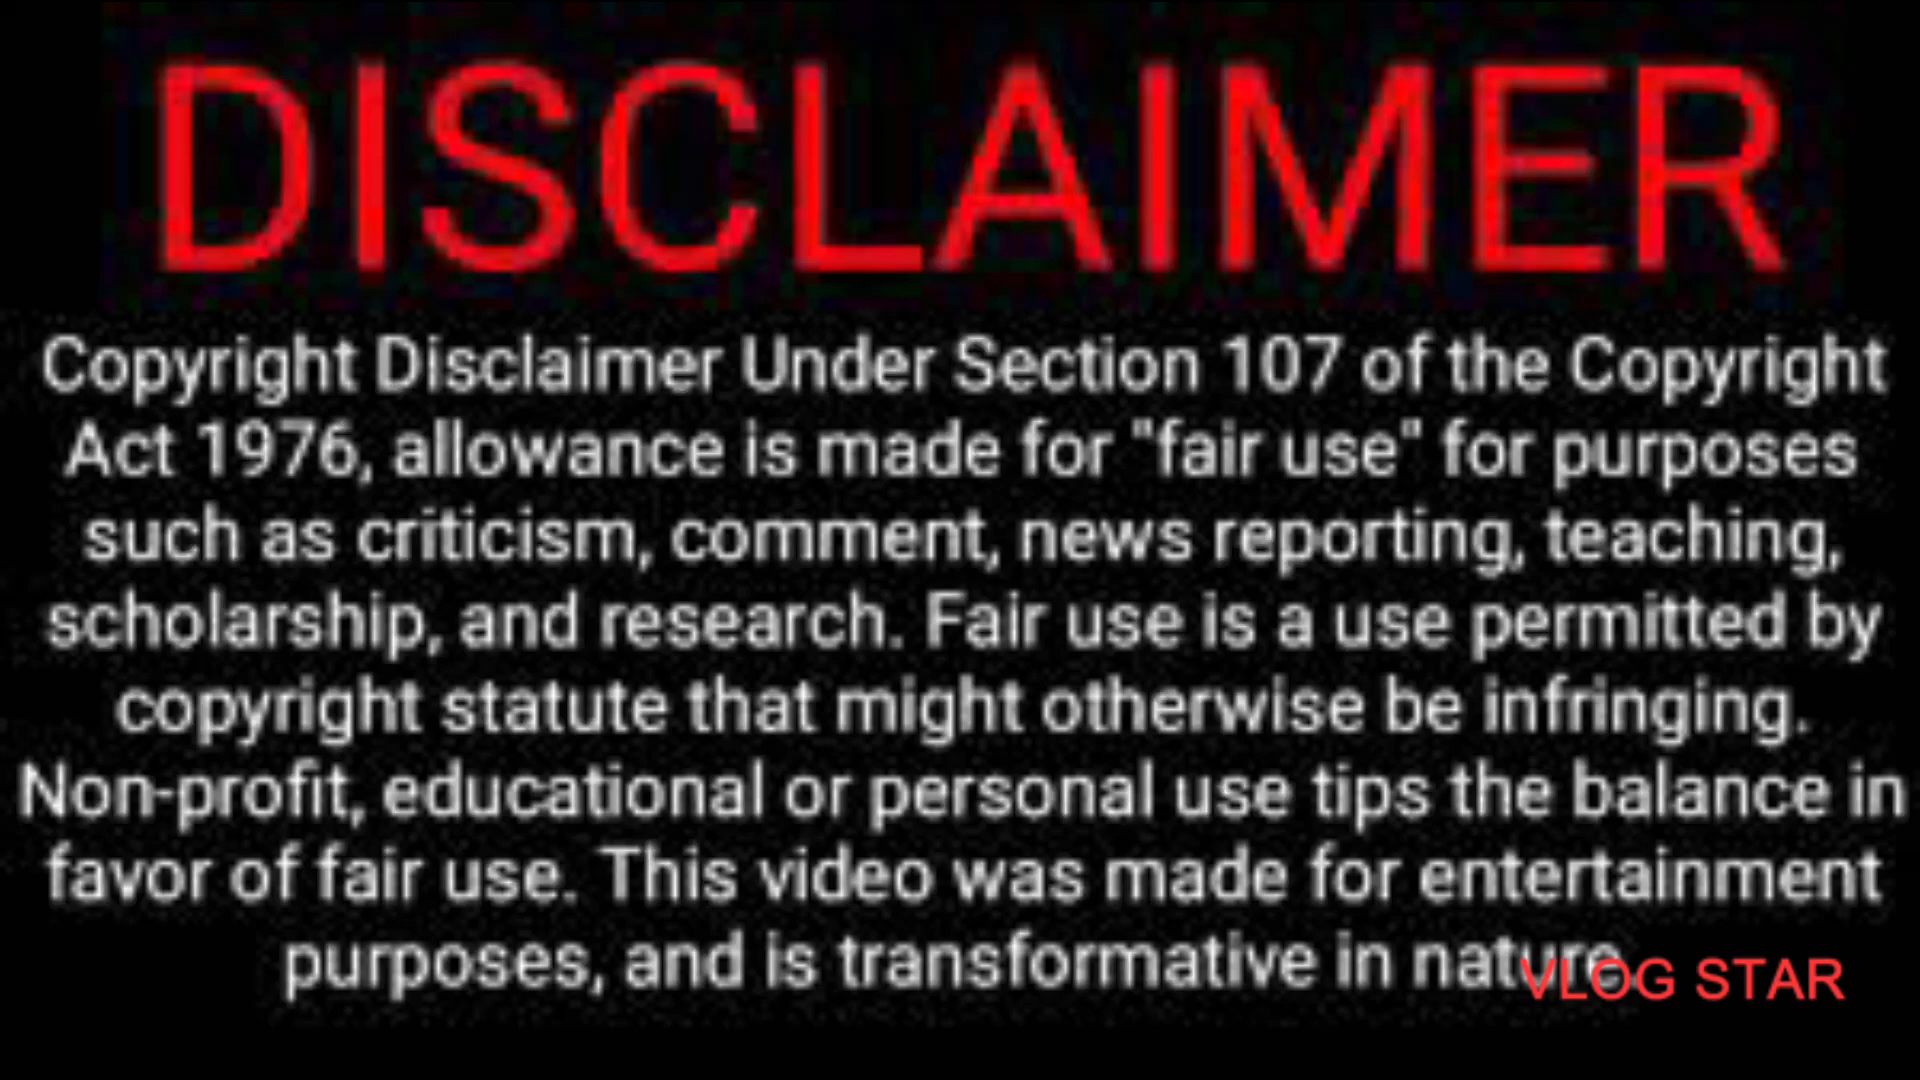 DISCLAIMER
Copyright Disclaimer Under Section 107 of the Copyright
Act 1976, allowance is made for "fair use" for purposes
such as criticism, comment, news reporting, teaching,
scholarship, and research. Fair use is a use permitted by
copyright statute that might otherwise be infringing.
Non-profit, educational or personal use tips the balance in
favor of fair use. This video was made for entertainment
purposes, and is transformative in nature.
VLOG STAR